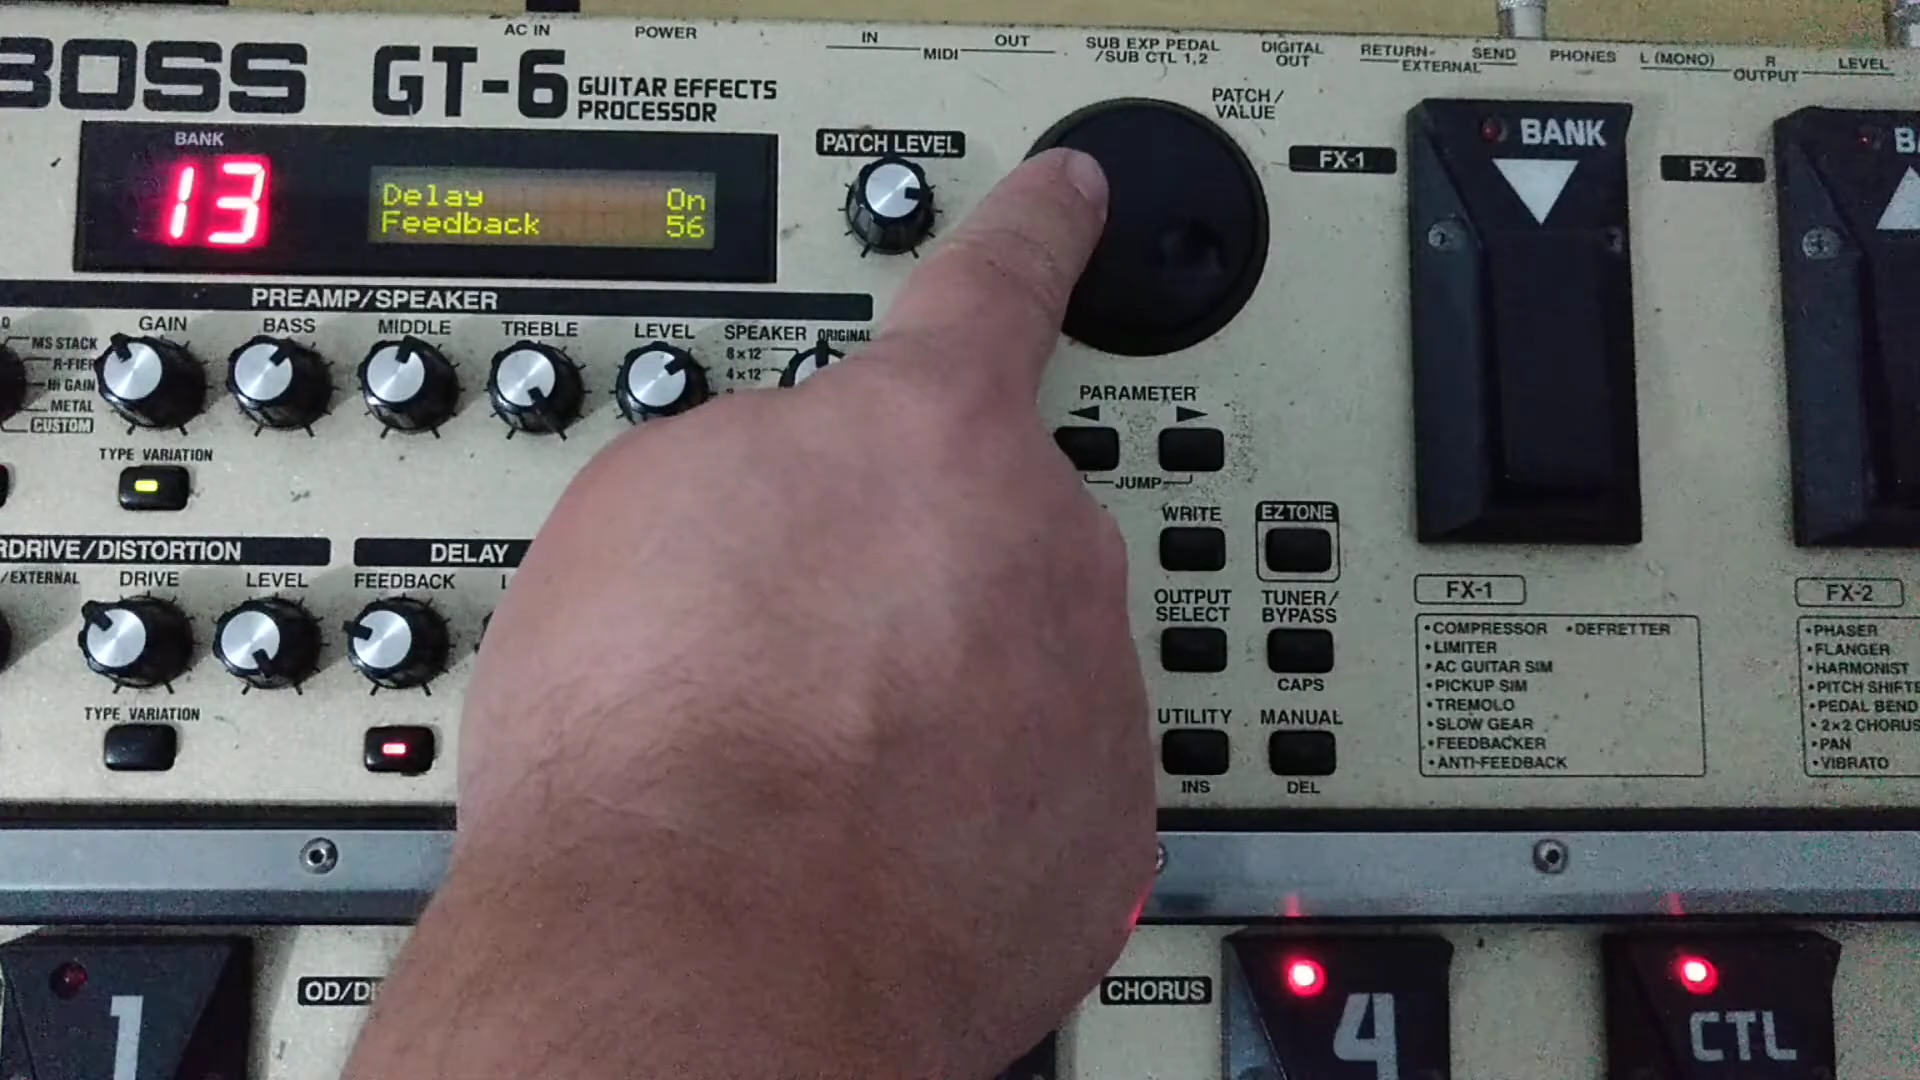 AC IN
POWER
IN
OUT
MIDI
SUB EXP PEDAL
/SUB CTL 1,2
DIGITAL
OUT
RETURN
SEND
EXTERNAL
PHONES
L (MONO)
R
OUTPUT
LEVEL
BOSS
GT-6
GUITAR EFFECTS
PROCESSOR
PATCH/
VALUE
BANK
13
Delay On
Feedback 56
PATCH LEVEL
FX-1
BANK
FX-2
PREAMP/SPEAKER
GAIN
BASS
MIDDLE
TREBLE
LEVEL
SPEAKER
ORIGINAL
8x12"
4x12"
MS STACK
R-FIER
Hi GAIN
METAL
CUSTOM
TYPE VARIATION
PARAMETER
JUMP
WRITE
EZ TONE
OUTPUT
SELECT
TUNER/
BYPASS
CAPS
UTILITY
MANUAL
INS
DEL
RDRIVE/DISTORTION
/EXTERNAL
DRIVE
LEVEL
TYPE VARIATION
DELAY
FEEDBACK
FX-1
•COMPRESSOR •DEFRETTER
•LIMITER
•AC GUITAR SIM
•PICKUP SIM
•TREMOLO
•SLOW GEAR
•FEEDBACKER
•ANTI-FEEDBACK
FX-2
•PHASER
•FLANGER
•HARMONIST
•PITCH SHIFTE
•PEDAL BEND
•2x2 CHORUS
•PAN
•VIBRATO
1
OD/DI
CHORUS
4
CTL